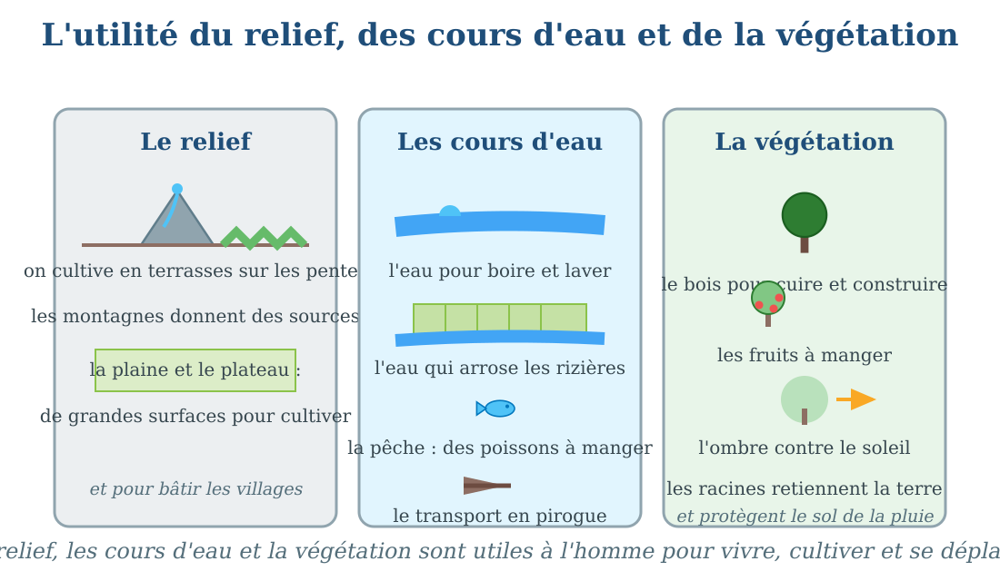 L'utilité du relief, des cours d'eau et de la végétation
Le relief
on cultive en terrasses sur les pente
les montagnes donnent des sources
la plaine et le plateau :
de grandes surfaces pour cultiver
et pour bâtir les villages
Les cours d'eau
l'eau pour boire et laver
l'eau qui arrose les rizières
la pêche : des poissons à manger
le transport en pirogue
La végétation
le bois pour cuire et construire
les fruits à manger
l'ombre contre le soleil
les racines retiennent la terre
et protègent le sol de la pluie
relief, les cours d'eau et la végétation sont utiles à l'homme pour vivre, cultiver et se dépla